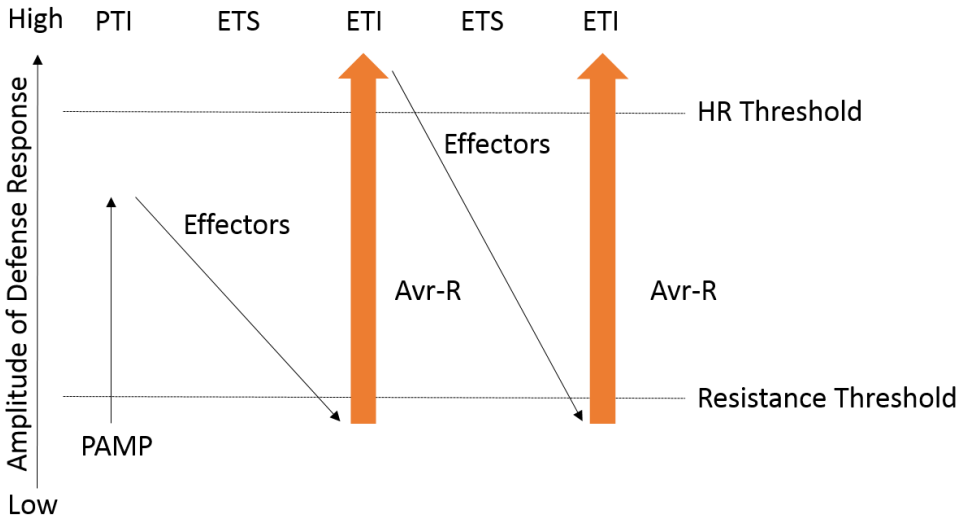 High PTI ETS ETI ETS ETI
HR Threshold
Effectors
Effectors
Avr-R Avr-R
Resistance Threshold
PAMP
Low
Amplitude of Defense Response